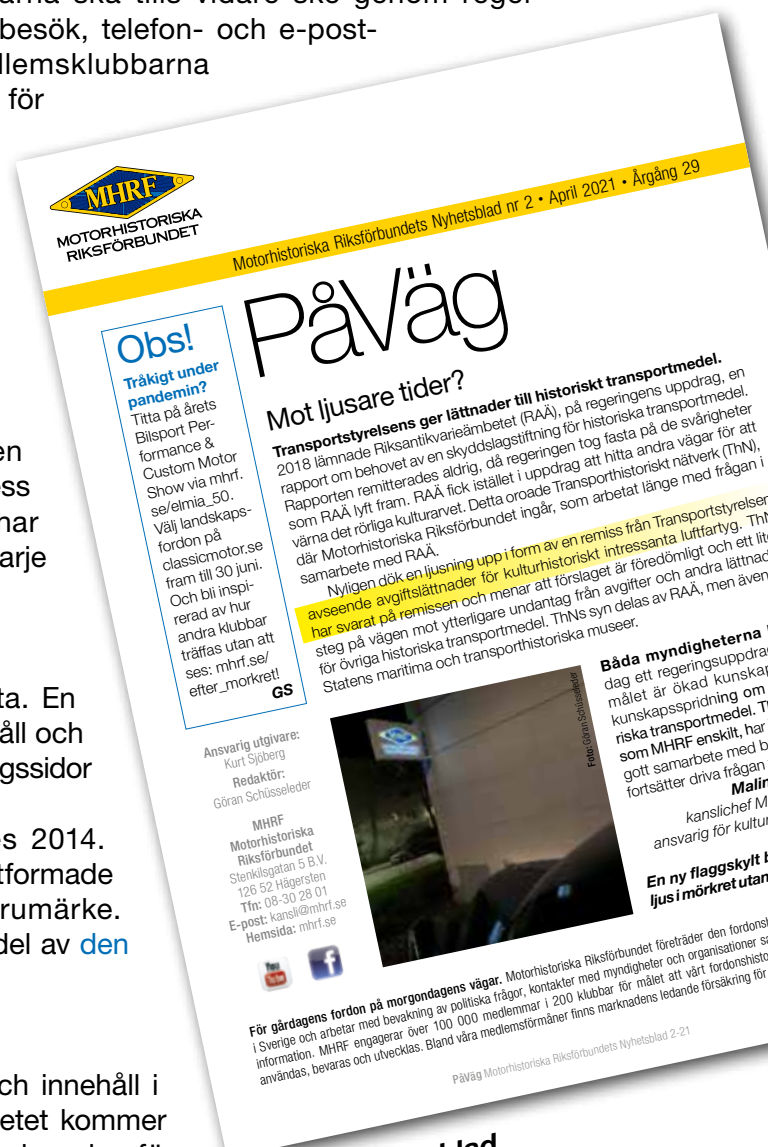 besök, telefon- och e-post-
för
MHRF
MOTORHISTORISKA
RIKSFÖRBUNDET
Motorhistoriska Riksförbundets Nyhetsblad nr 2 • April 2021 • Årgång 29
PåVäg
Obs!
Tråkigt under
pandemin?
Titta på årets
Bilsport Per-
formance &
Custom Motor
Show via mhrf.
se/elmia_50.
Välj landskaps-
fordon på
classicmotor.se
fram till 30 juni.
Och bli inspi-
rerad av hur
andra klubbar
träffas utan att
ses: mhrf.se/
efter_morkret!
GS
Mot ljusare tider?
Transportstyrelsens ger lättnader till historiskt transportmedel.
2018 lämnade Riksantikvarieämbetet (RAÄ), på regeringens uppdrag, en
rapport om behovet av en skyddslagstiftning för historiska transportmedel.
Rapporten remitterades aldrig, då regeringen tog fasta på de svårigheter
som RAÄ lyft fram. RAÄ fick istället i uppdrag att hitta andra vägar för att
värna det rörliga kulturarvet. Detta oroade Transporthistoriskt nätverk (ThN),
där Motorhistoriska Riksförbundet ingår, som arbetat länge med frågan i
samarbete med RAÄ.
Nyligen dök en ljusning upp i form av en remiss från Transportstyrelsen
avseende avgiftslättnader för kulturhistoriskt intressanta luftfartyg. ThN
har svarat på remissen och menar att förslaget är föredömligt och ett lite
steg på vägen mot ytterligare undantag från avgifter och andra lättnad
för övriga historiska transportmedel. ThNs syn delas av RAÄ, men även
Statens maritima och transporthistoriska museer.
Foto: Göran Schüsseleder
Båda myndigheterna
dag ett regeringsuppdrag
målet är ökad kunskap
kunskapsspridning om
riska transportmedel. T
som MHRF enskilt, har
gott samarbete med b
fortsätter driva frågan
Malin
kanslichef M
ansvarig för kultur
En ny flaggskylt b
ljus i mörkret utan
Ansvarig utgivare:
Kurt Sjöberg
Redaktör:
Göran Schüsseleder
MHRF
Motorhistoriska
Riksförbundet
Stenkilsgatan 5 B.V.
126 52 Hägersten
Tfn: 08-30 28 01
E-post: kansli@mhrf.se
Hemsida: mhrf.se
You
Tube
f
För gårdagens fordon på morgondagens vägar. Motorhistoriska Riksförbundet företräder den fordonsh
i Sverige och arbetar med bevakning av politiska frågor, kontakter med myndigheter och organisationer sa
information. MHRF engagerar över 100 000 medlemmar i 200 klubbar för målet att vårt fordonshisto
användas, bevaras och utvecklas. Bland våra medlemsförmåner finns marknadens ledande försäkring för
PåVäg Motorhistoriska Riksförbundets Nyhetsblad 2-21
en
ess
har
arje
ta. En
åll och
gssidor
es 2014.
tformade
rumärke.
del av den
ch innehåll i
etet kommer